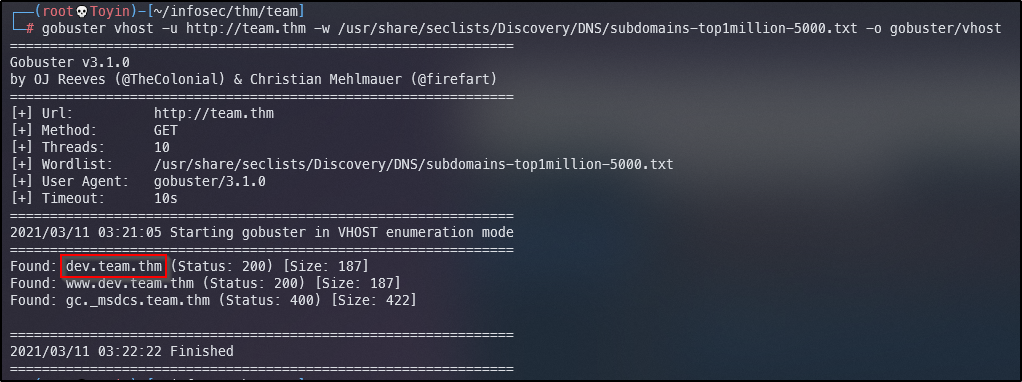 ┌──(root💀Toyin)-[~/infosec/thm/team]
└─# gobuster vhost -u http://team.thm -w /usr/share/seclists/Discovery/DNS/subdomains-top1million-5000.txt -o gobuster/vhost
===============================================================
Gobuster v3.1.0
by OJ Reeves (@TheColonial) & Christian Mehlmauer (@firefart)
===============================================================
[+] Url:          http://team.thm
[+] Method:       GET
[+] Threads:      10
[+] Wordlist:     /usr/share/seclists/Discovery/DNS/subdomains-top1million-5000.txt
[+] User Agent:   gobuster/3.1.0
[+] Timeout:      10s
===============================================================
2021/03/11 03:21:05 Starting gobuster in VHOST enumeration mode
===============================================================
Found: dev.team.thm (Status: 200) [Size: 187]
Found: www.dev.team.thm (Status: 200) [Size: 187]
Found: gc._msdcs.team.thm (Status: 400) [Size: 422]
===============================================================
2021/03/11 03:22:22 Finished
===============================================================